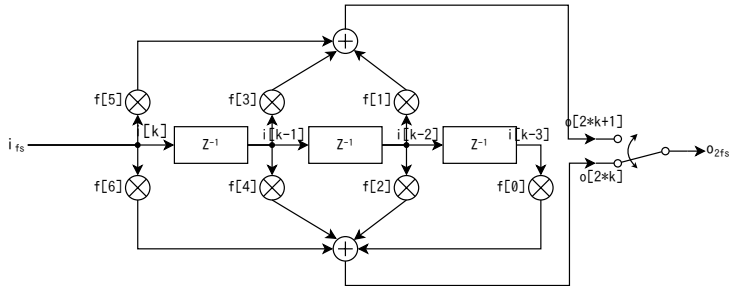 f[5]
f[3]
f[1]
o[2*k+1]
i fs
i[k]
Z-1
i[k-1]
Z-1
i[k-2]
Z-1
i[k-3]
o2fs
o[2*k]
f[6]
f[4]
f[2]
f[0]